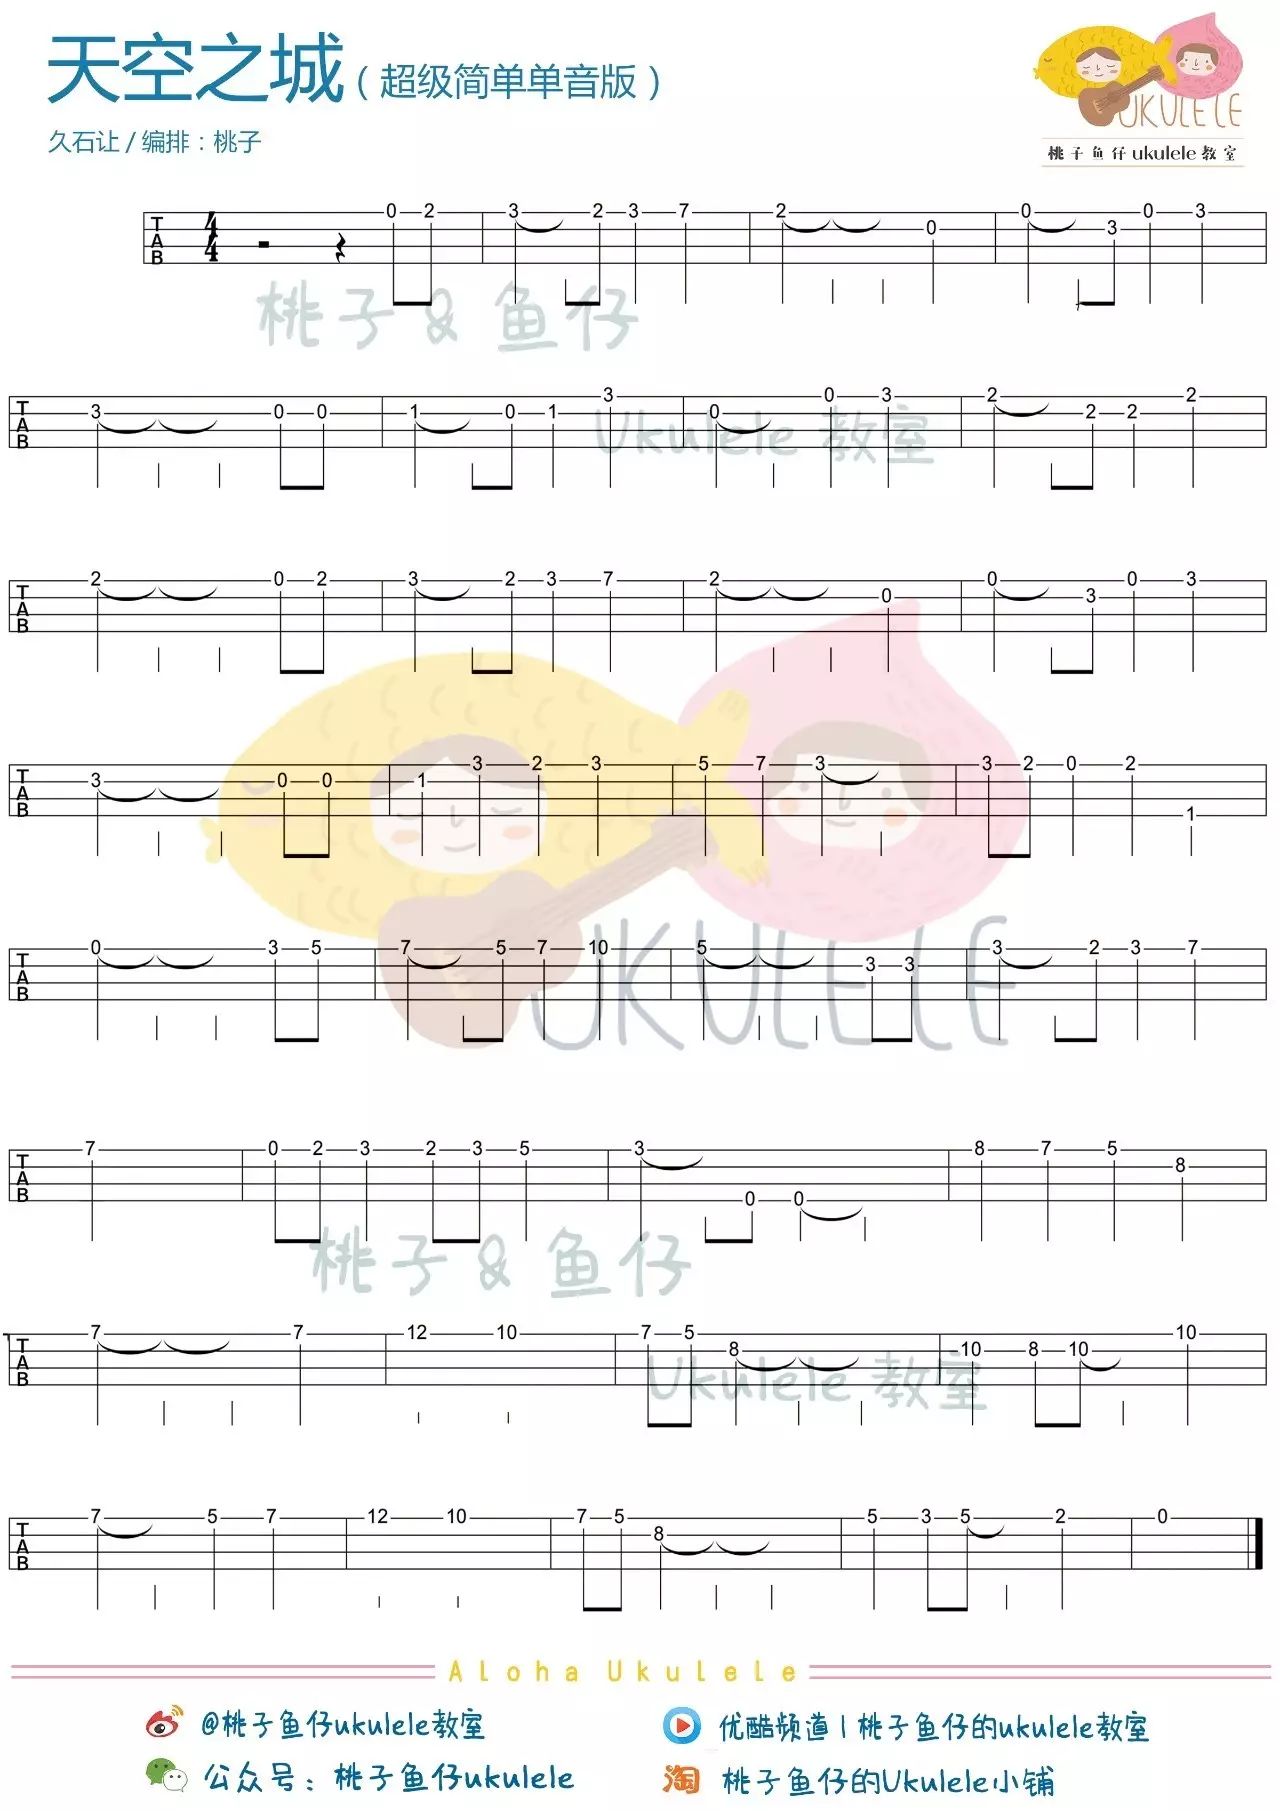 天空之城（超级简单单音版）
久石让 / 编排：桃子
UKULELE
桃子鱼仔ukulele教室
0 2 3 2 3 7 2 0 0 3 0 3
T
A
B
4
4
桃子 & 鱼仔
3 0 0 1 0 1 3 0 0 3 2 2 2 2
T
A
B
Ukulele 教室
2 0 2 3 2 3 7 2 0 0 3 0 3
T
A
B
3 0 0 1 3 2 3 5 7 3 3 2 0 2 1
T
A
B
UKULELE
0 3 5 7 5 7 10 5 3 3 3 2 3 7
T
A
B
7 0 2 3 2 3 5 3 0 0 8 7 5 8
T
A
B
桃子 & 鱼仔
7 7 12 10 7 5 8 10 8 10 10
T
A
B
Ukulele 教室
7 5 7 12 10 7 5 8 5 3 5 2 0
T
A
B
Aloha Ukulele
@桃子鱼仔ukulele教室
优酷频道 | 桃子鱼仔的ukulele教室
公众号：桃子鱼仔ukulele
淘 桃子鱼仔的Ukulele小铺